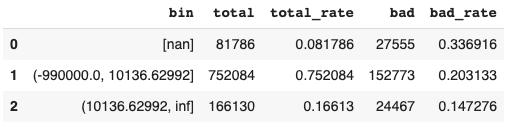 bin total total_rate bad bad_rate
0 [nan] 81786 0.081786 27555 0.336916
1 (-990000.0, 10136.62992] 752084 0.752084 152773 0.203133
2 (10136.62992, inf] 166130 0.16613 24467 0.147276